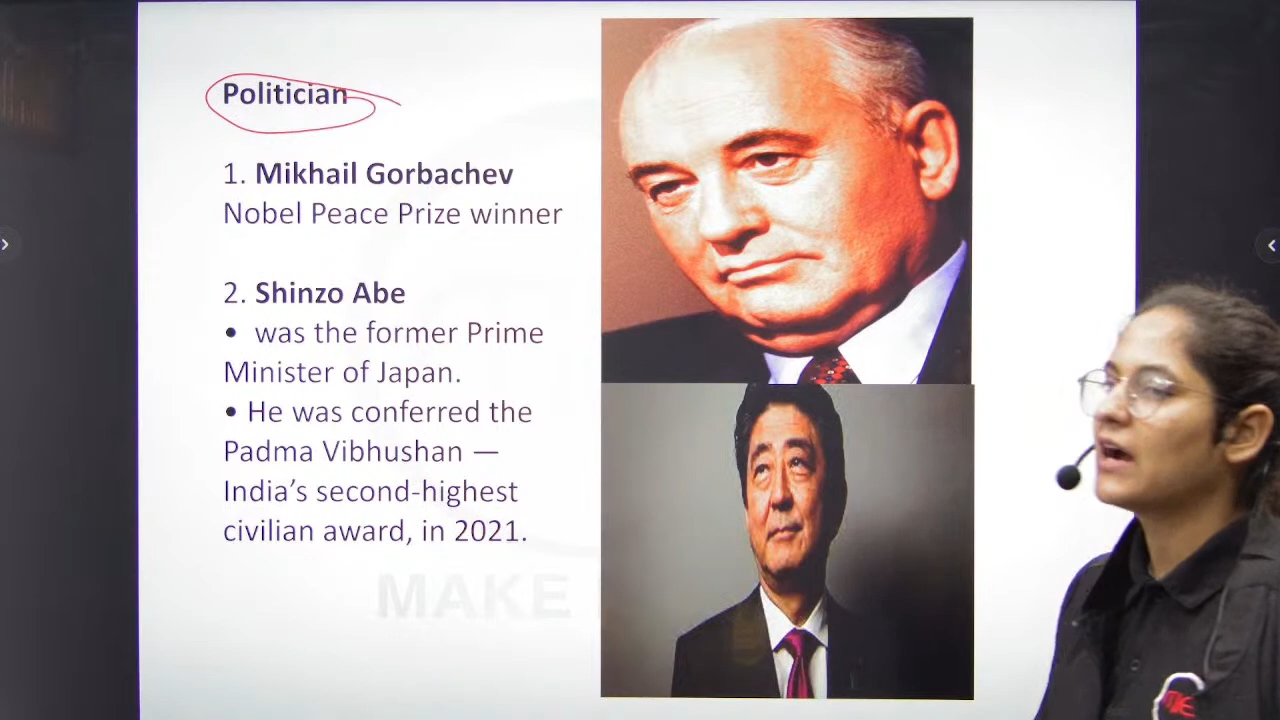 Politician
1. Mikhail Gorbachev
Nobel Peace Prize winner
2. Shinzo Abe
• was the former Prime
Minister of Japan.
• He was conferred the
Padma Vibhushan —
India’s second-highest
civilian award, in 2021.
MAKE